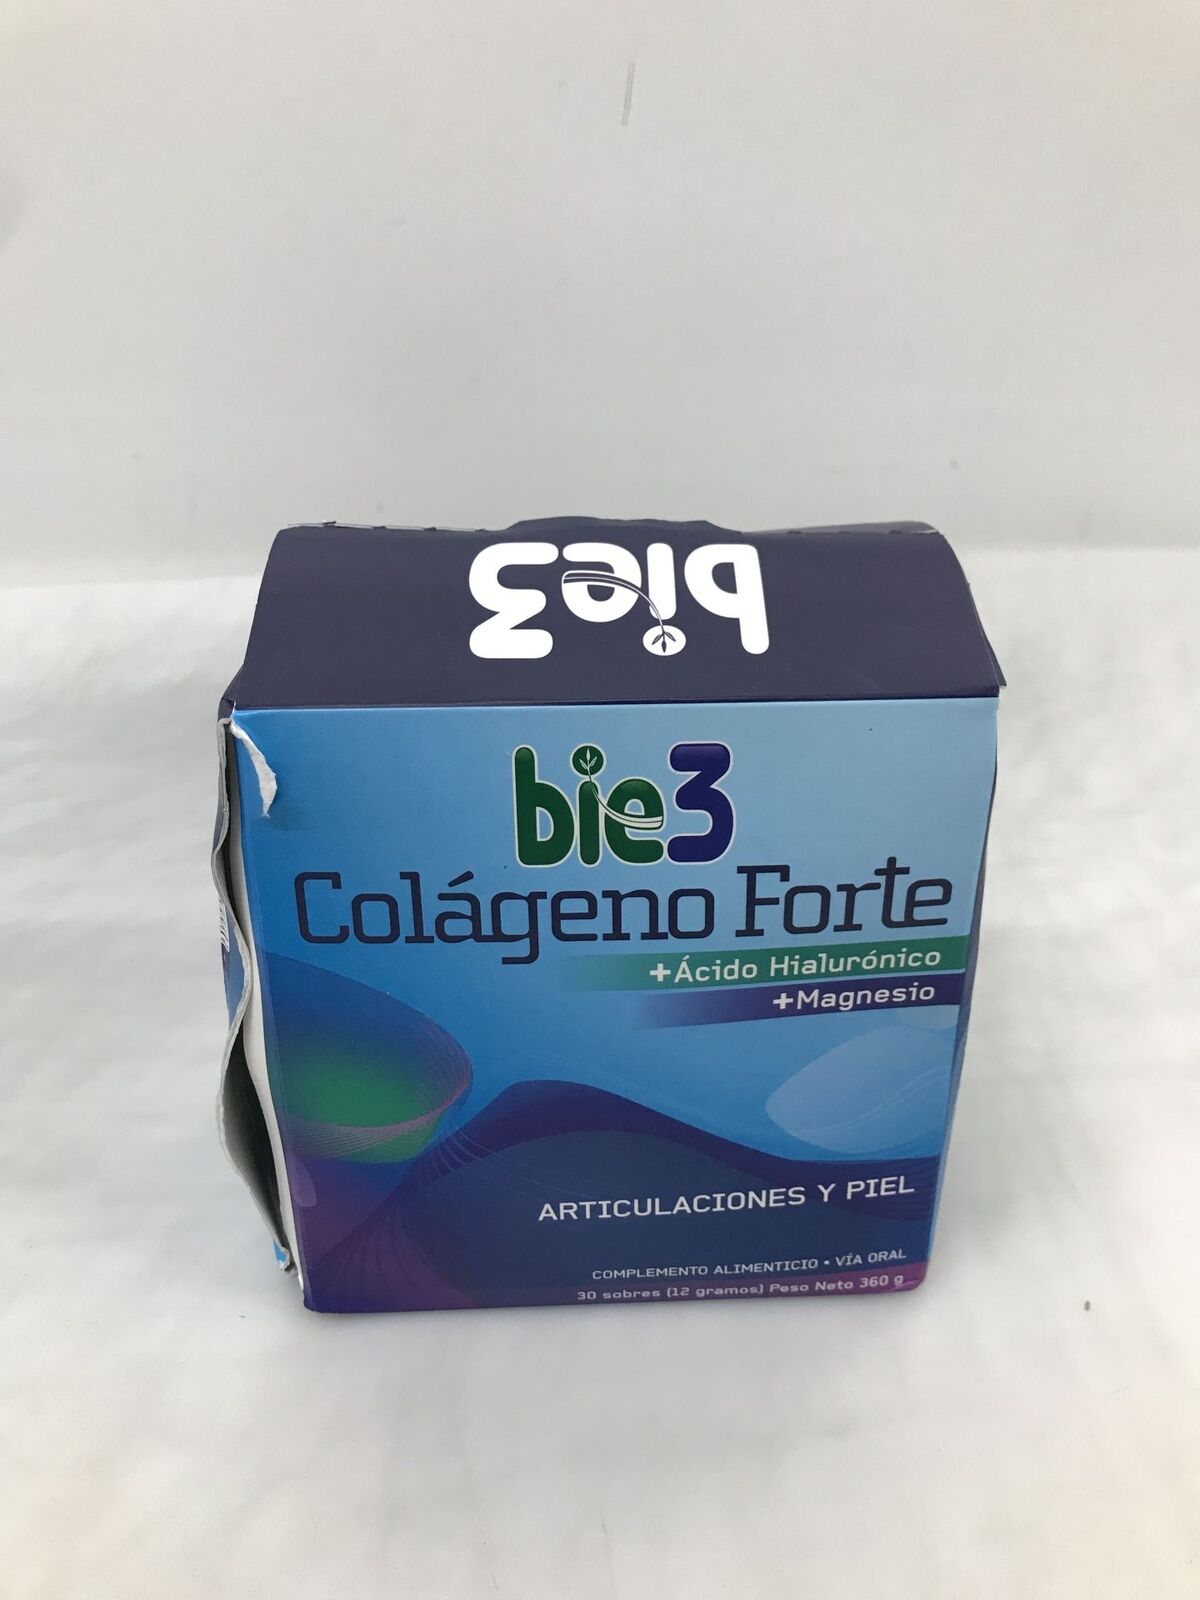 bie3
bie3
Colágeno Forte
+Ácido Hialurónico
+Magnesio
ARTICULACIONES Y PIEL
COMPLEMENTO ALIMENTICIO • VÍA ORAL
30 sobres (12 gramos) Peso Neto 360 g